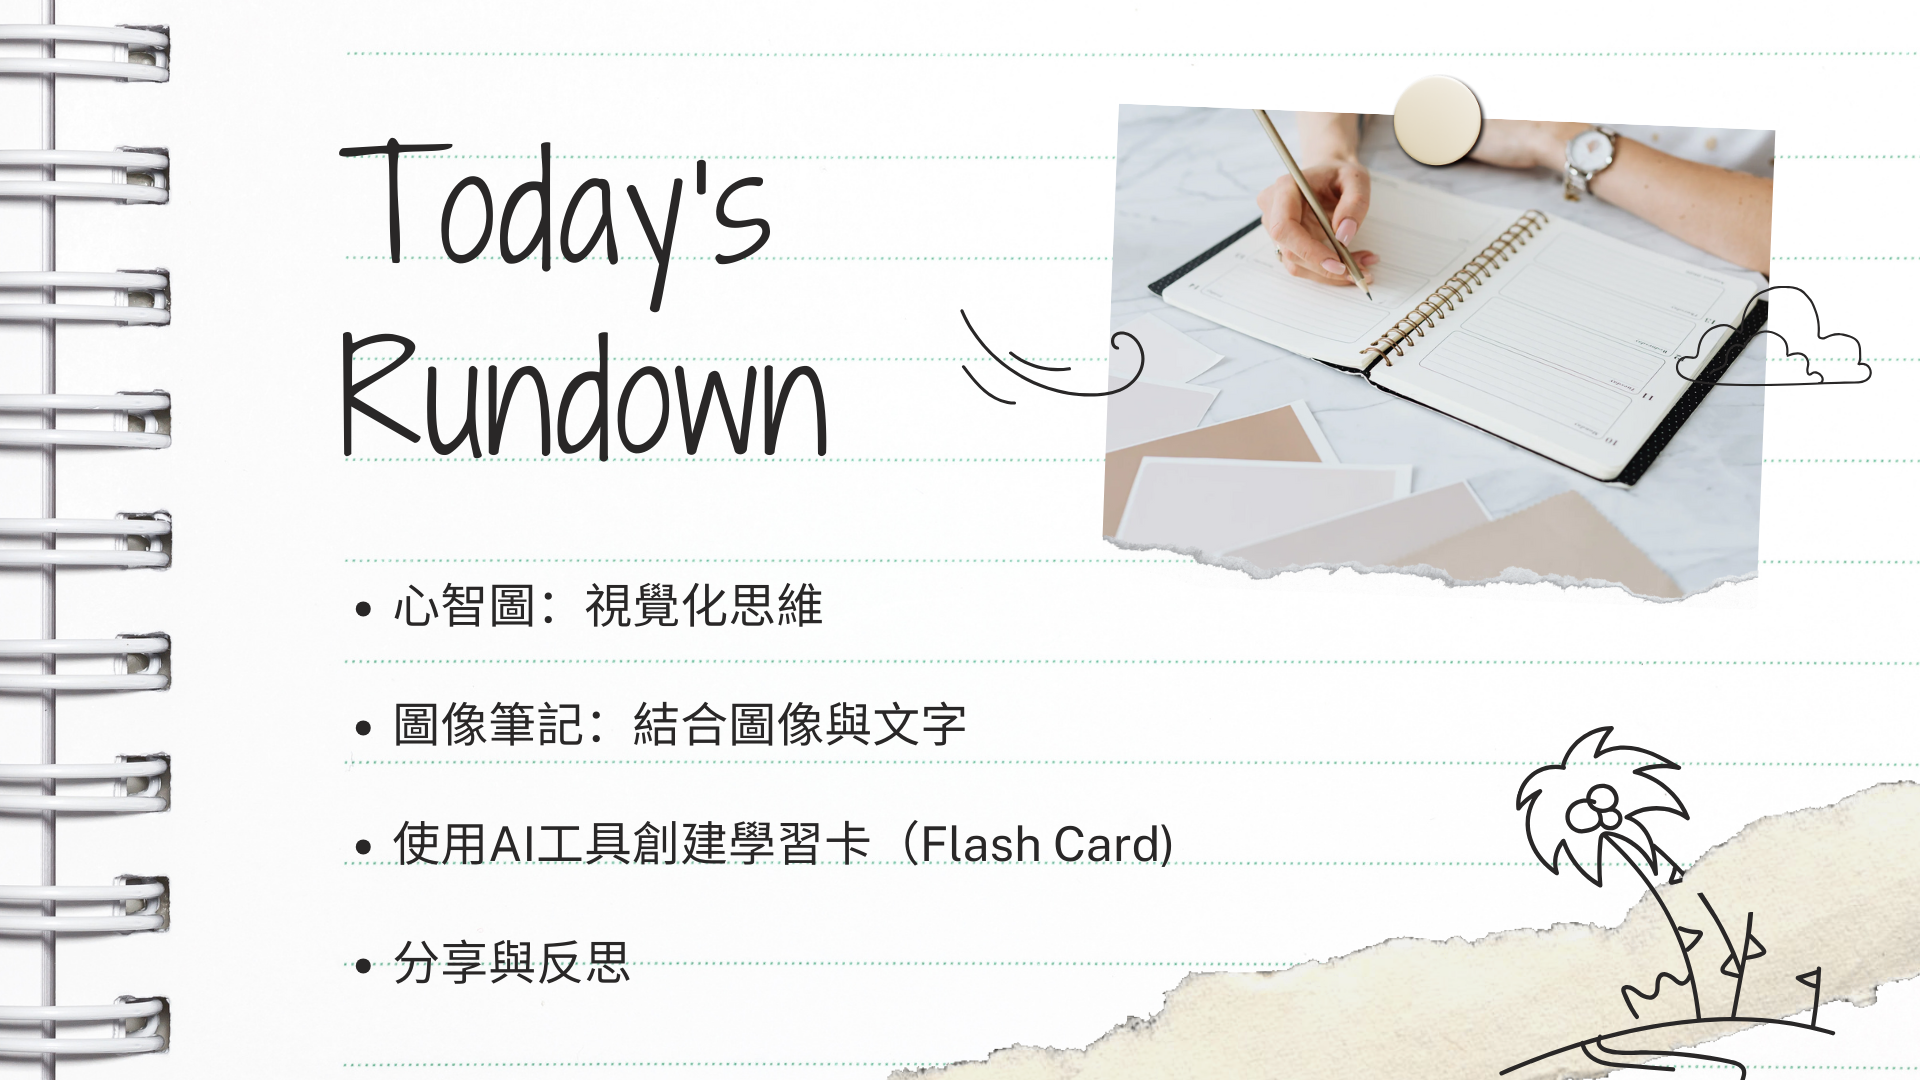 Today's
Rundown
• 心智圖：視覺化思維
• 圖像筆記：結合圖像與文字
• 使用AI工具創建學習卡（Flash Card)
• 分享與反思